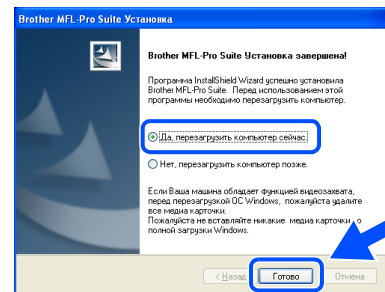 Brother MFL-Pro Suite Установка
Brother MFL-Pro Suite Установка завершена!
Программа InstallShield Wizard успешно установила
Brother MFL-Pro Suite. Перед использованием этой
программы необходимо перезагрузить компьютер.
Да, перезагрузить компьютер сейчас.
Нет, перезагрузить компьютер позже.
Если Ваша машина обладает функцией видеозахвата,
перед перезагрузкой ОС Windows, пожалуйста удалите
все медиа карточки.
Пожалуйста не вставляйте никакие медиа карточки о
полной загрузки Windows.
< Назад
Готово
Отмена